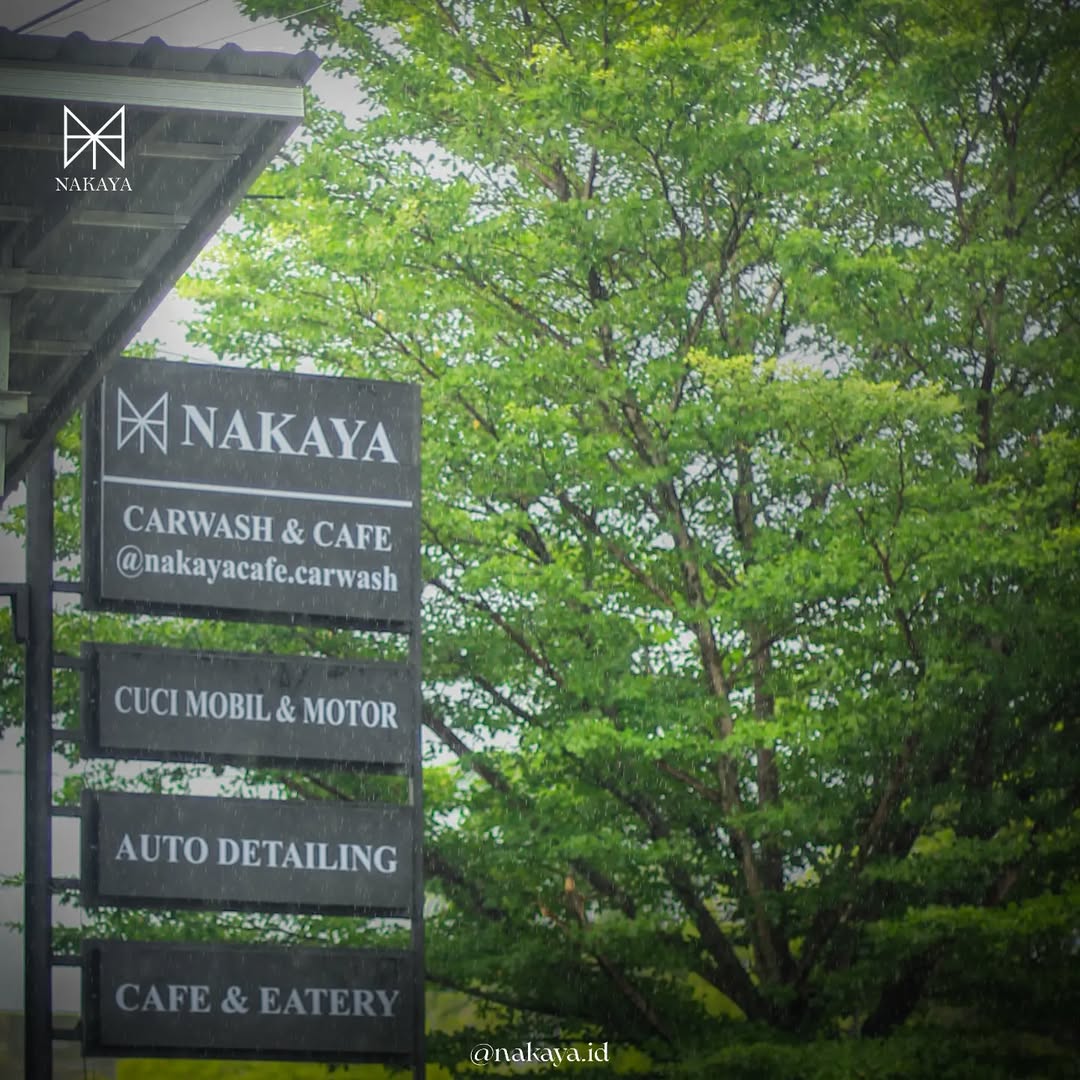 NAKAYA
NAKAYA
CARWASH & CAFE
@nakayacafe.carwash
CUCI MOBIL & MOTOR
AUTO DETAILING
CAFE & EATERY
@nakaya.id